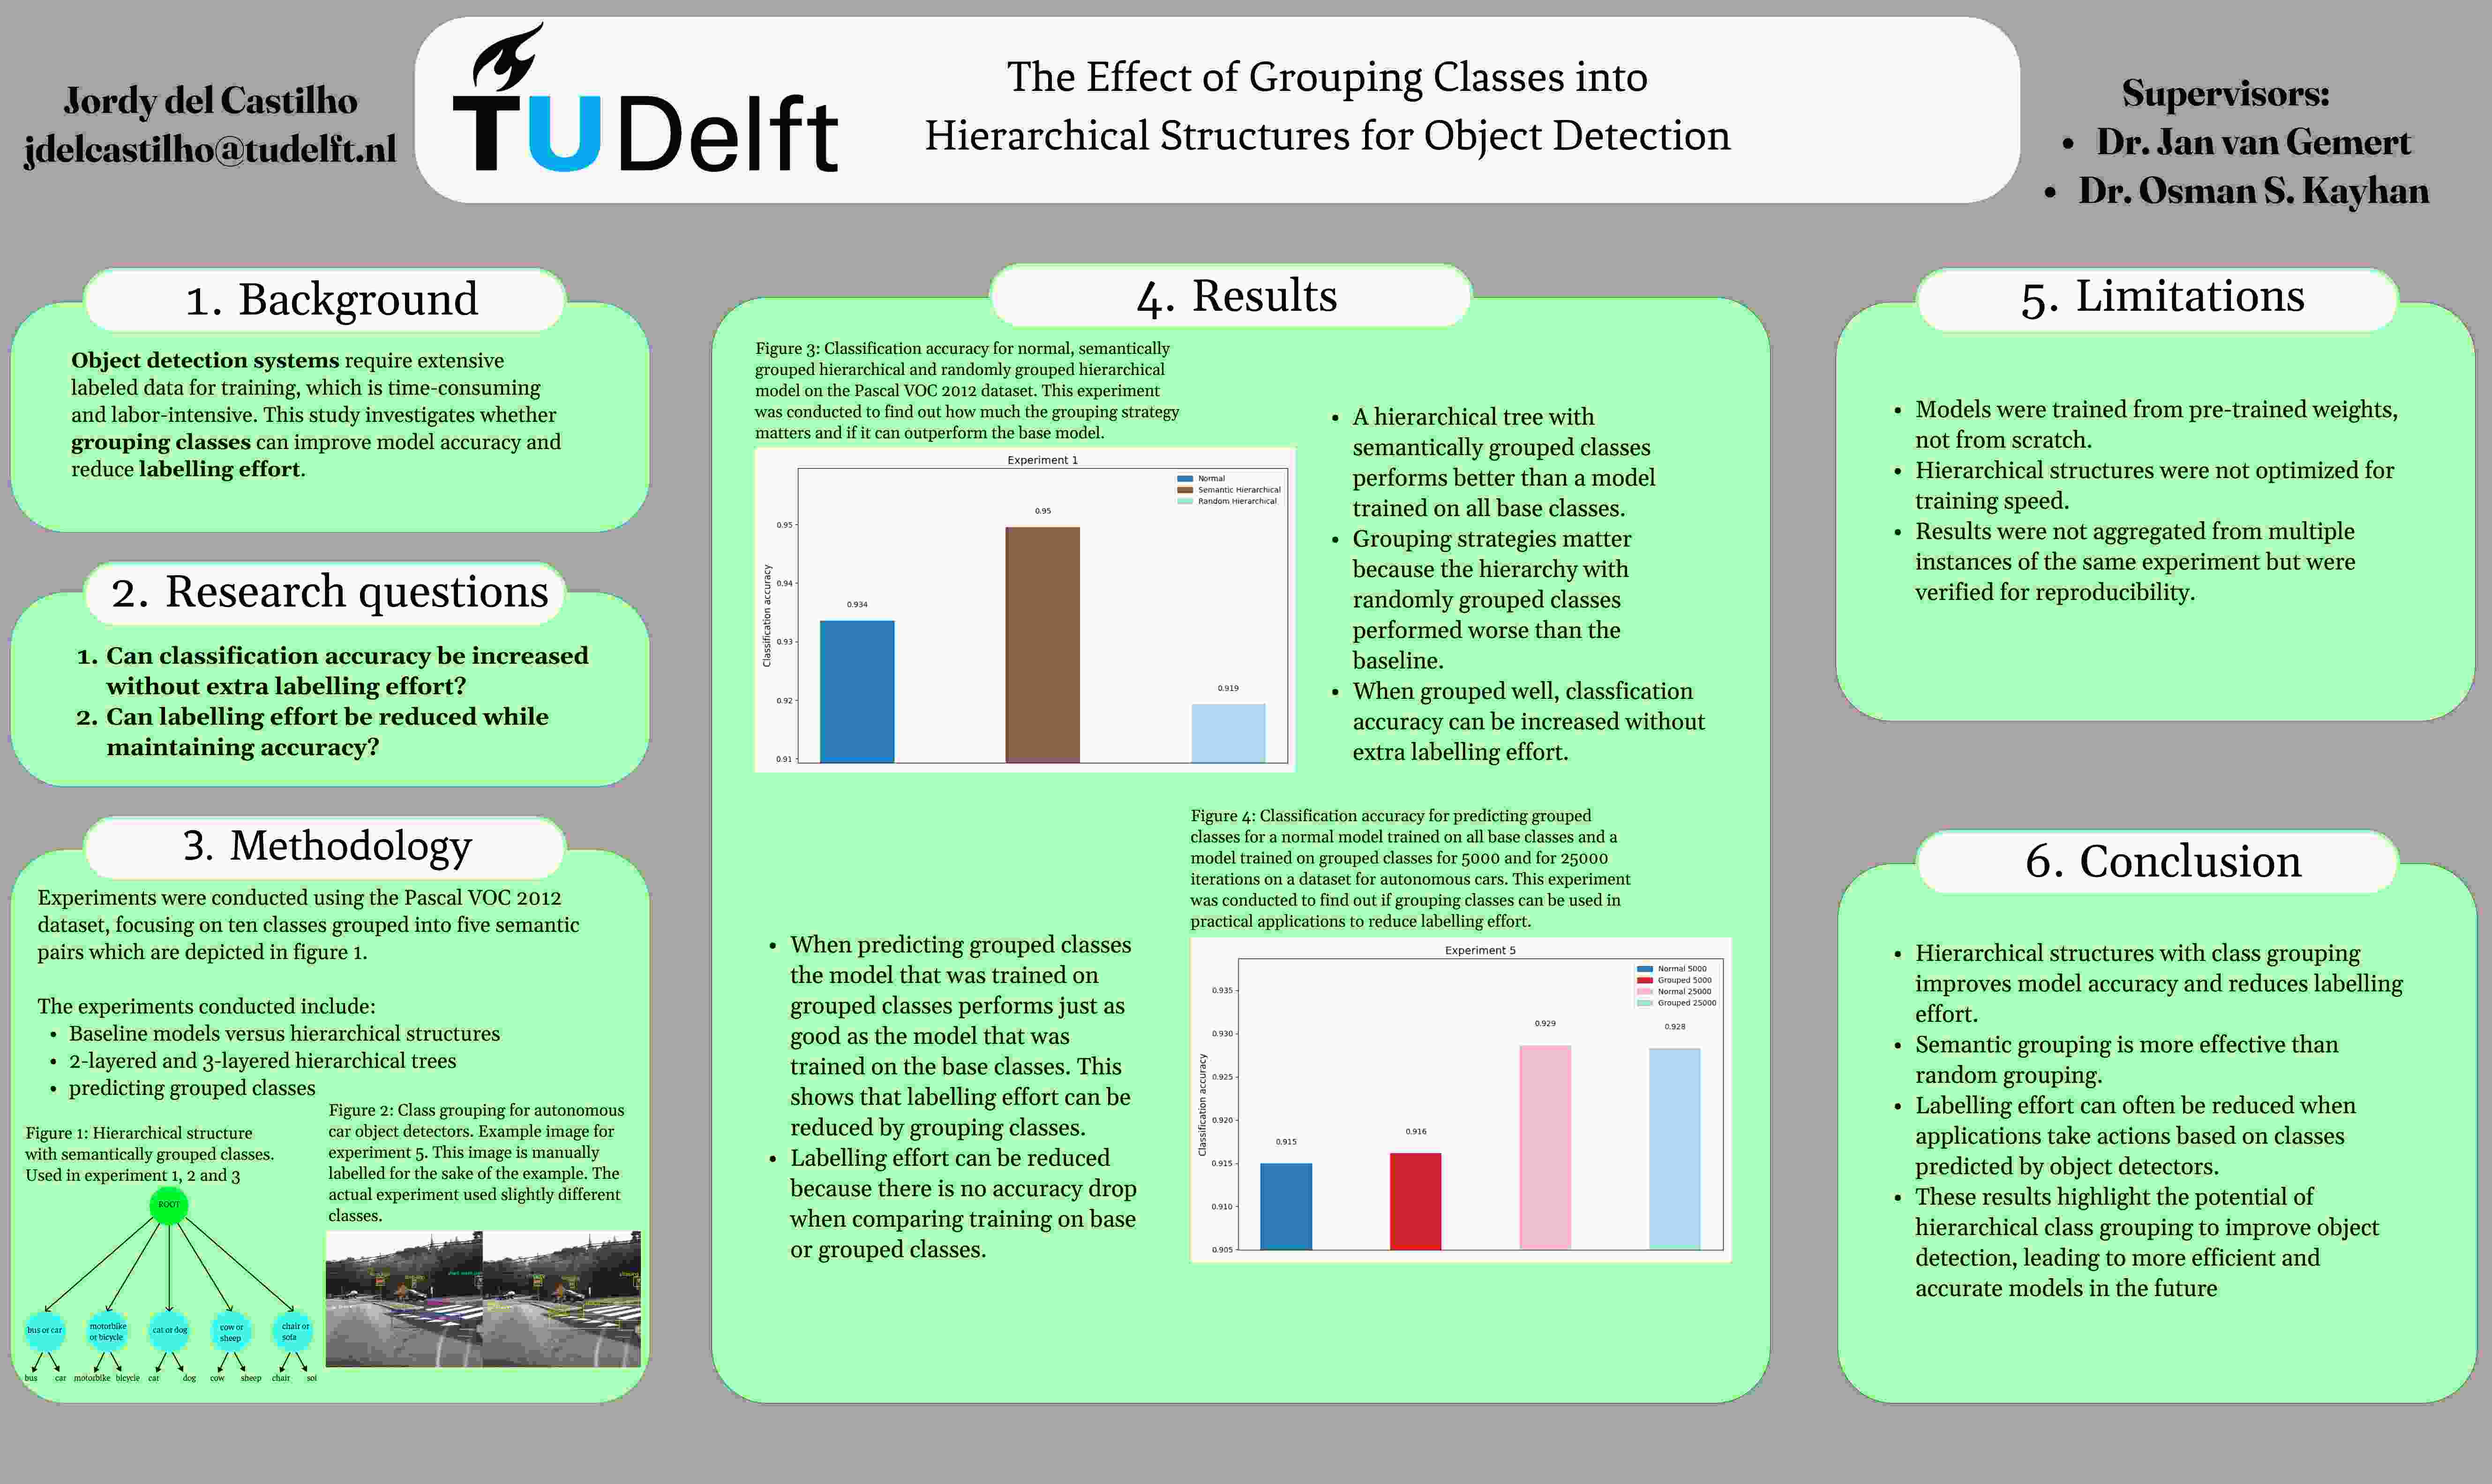 Jordy del Castilho
jdelcastilho@tudelft.nl
TUDelft
The Effect of Grouping Classes into
Hierarchical Structures for Object Detection
Supervisors:
• Dr. Jan van Gemert
• Dr. Osman S. Kayhan
1. Background
Object detection systems require extensive
labeled data for training, which is time-consuming
and labor-intensive. This study investigates whether
grouping classes can improve model accuracy and
reduce labelling effort.
2. Research questions
1. Can classification accuracy be increased
without extra labelling effort?
2. Can labelling effort be reduced while
maintaining accuracy?
3. Methodology
Experiments were conducted using the Pascal VOC 2012
dataset, focusing on ten classes grouped into five semantic
pairs which are depicted in figure 1.
The experiments conducted include:
• Baseline models versus hierarchical structures
• 2-layered and 3-layered hierarchical trees
• predicting grouped classes
Figure 1: Hierarchical structure
with semantically grouped classes.
Used in experiment 1, 2 and 3
ROOT
bus or car
motorbike
or bicycle
cat or dog
cow or
sheep
chair or
sofa
bus car motorbike bicycle car dog cow sheep chair sof
Figure 2: Class grouping for autonomous
car object detectors. Example image for
experiment 5. This image is manually
labelled for the sake of the example. The
actual experiment used slightly different
classes.
4. Results
Figure 3: Classification accuracy for normal, semantically
grouped hierarchical and randomly grouped hierarchical
model on the Pascal VOC 2012 dataset. This experiment
was conducted to find out how much the grouping strategy
matters and if it can outperform the base model.
Experiment 1
Normal
Semantic Hierarchical
Random Hierarchical
Classification accuracy
0.95
0.94
0.93
0.92
0.91
0.934
0.95
0.919
• A hierarchical tree with
semantically grouped classes
performs better than a model
trained on all base classes.
• Grouping strategies matter
because the hierarchy with
randomly grouped classes
performed worse than the
baseline.
• When grouped well, classfication
accuracy can be increased without
extra labelling effort.
• When predicting grouped classes
the model that was trained on
grouped classes performs just as
good as the model that was
trained on the base classes. This
shows that labelling effort can be
reduced by grouping classes.
• Labelling effort can be reduced
because there is no accuracy drop
when comparing training on base
or grouped classes.
Figure 4: Classification accuracy for predicting grouped
classes for a normal model trained on all base classes and a
model trained on grouped classes for 5000 and for 25000
iterations on a dataset for autonomous cars. This experiment
was conducted to find out if grouping classes can be used in
practical applications to reduce labelling effort.
Experiment 5
Normal 5000
Grouped 5000
Normal 25000
Grouped 25000
Classification accuracy
0.935
0.930
0.925
0.920
0.915
0.910
0.905
0.915
0.916
0.929
0.928
5. Limitations
• Models were trained from pre-trained weights,
not from scratch.
• Hierarchical structures were not optimized for
training speed.
• Results were not aggregated from multiple
instances of the same experiment but were
verified for reproducibility.
6. Conclusion
• Hierarchical structures with class grouping
improves model accuracy and reduces labelling
effort.
• Semantic grouping is more effective than
random grouping.
• Labelling effort can often be reduced when
applications take actions based on classes
predicted by object detectors.
• These results highlight the potential of
hierarchical class grouping to improve object
detection, leading to more efficient and
accurate models in the future